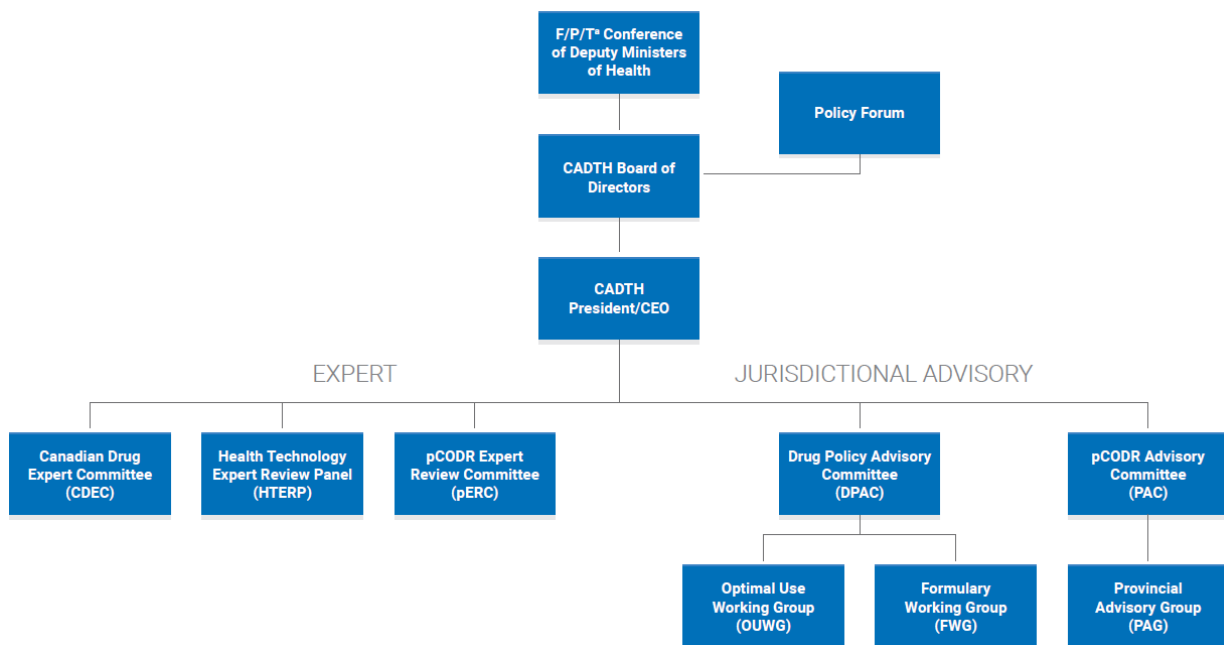 F/P/Tª Conference
of Deputy Ministers
of Health
Policy Forum
CADTH Board of
Directors
CADTH
President/CEO
EXPERT
JURISDICTIONAL ADVISORY
Canadian Drug
Expert Committee
(CDEC)
Health Technology
Expert Review Panel
(HTERP)
pCODR Expert
Review Committee
(pERC)
Drug Policy Advisory
Committee
(DPAC)
pCODR Advisory
Committee
(PAC)
Optimal Use
Working Group
(OUWG)
Formulary
Working Group
(FWG)
Provincial
Advisory Group
(PAG)